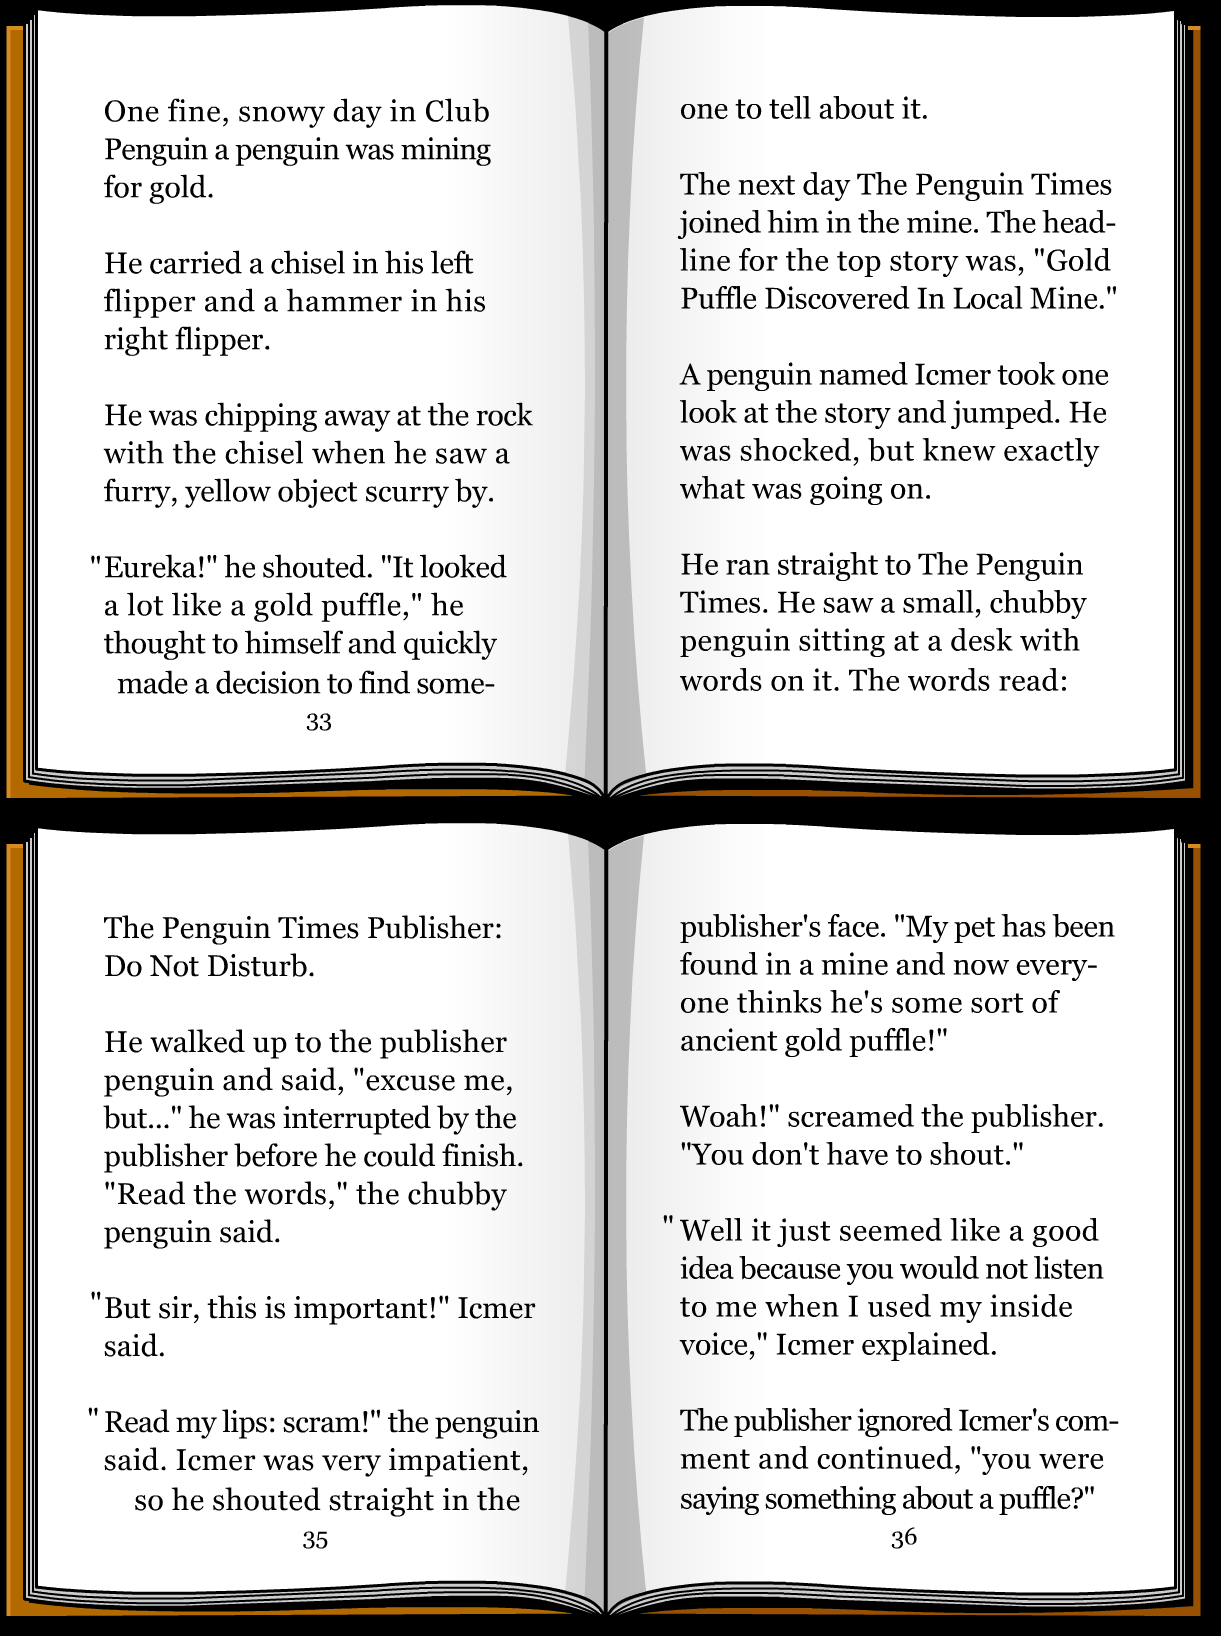 One fine, snowy day in Club
Penguin a penguin was mining
for gold.
He carried a chisel in his left
flipper and a hammer in his
right flipper.
He was chipping away at the rock
with the chisel when he saw a
furry, yellow object scurry by.
"Eureka!" he shouted. "It looked
a lot like a gold puffle," he
thought to himself and quickly
made a decision to find some-
33
one to tell about it.
The next day The Penguin Times
joined him in the mine. The head-
line for the top story was, "Gold
Puffle Discovered In Local Mine."
A penguin named Icmer took one
look at the story and jumped. He
was shocked, but knew exactly
what was going on.
He ran straight to The Penguin
Times. He saw a small, chubby
penguin sitting at a desk with
words on it. The words read:
The Penguin Times Publisher:
Do Not Disturb.
He walked up to the publisher
penguin and said, "excuse me,
but..." he was interrupted by the
publisher before he could finish.
"Read the words," the chubby
penguin said.
"But sir, this is important!" Icmer
said.
"Read my lips: scram!" the penguin
said. Icmer was very impatient,
so he shouted straight in the
35
publisher's face. "My pet has been
found in a mine and now every-
one thinks he's some sort of
ancient gold puffle!"
Woah!" screamed the publisher.
"You don't have to shout."
"Well it just seemed like a good
idea because you would not listen
to me when I used my inside
voice," Icmer explained.
The publisher ignored Icmer's com-
ment and continued, "you were
saying something about a puffle?"
36